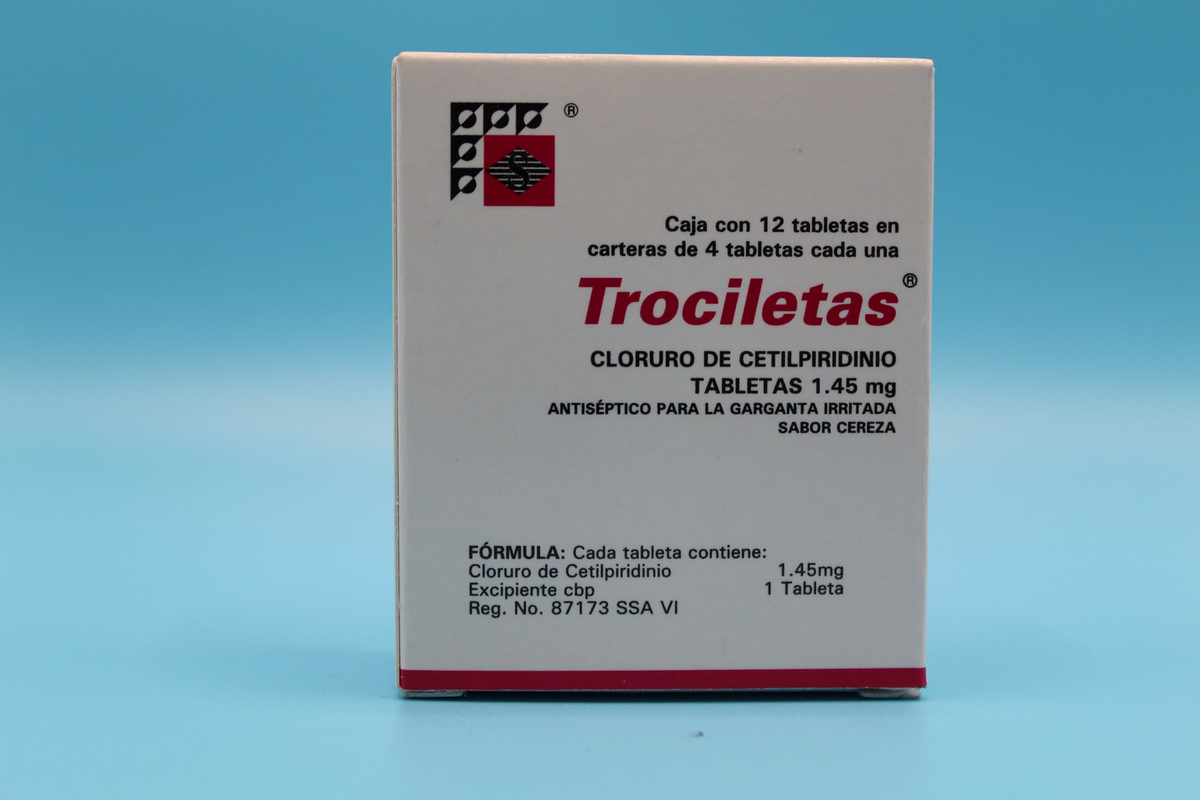 ®
Caja con 12 tabletas en
carteras de 4 tabletas cada una
Trociletas®
CLORURO DE CETILPIRIDINIO
TABLETAS 1.45 mg
ANTISÉPTICO PARA LA GARGANTA IRRITADA
SABOR CEREZA
FÓRMULA: Cada tableta contiene:
Cloruro de Cetilpiridinio 1.45mg
Excipiente cbp 1 Tableta
Reg. No. 87173 SSA VI